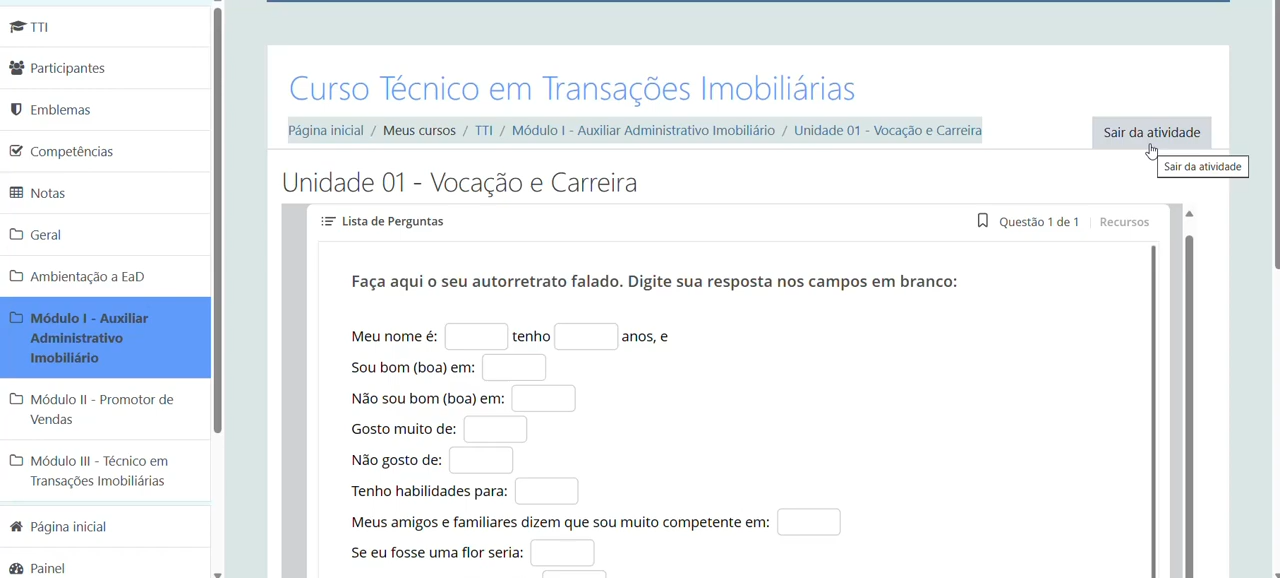 TTI
Participantes
Emblemas
Competências
Notas
Geral
Ambientação a EaD
Módulo I - Auxiliar
Administrativo
Imobiliário
Módulo II - Promotor de
Vendas
Módulo III - Técnico em
Transações Imobiliárias
Página inicial
Painel
Curso Técnico em Transações Imobiliárias
Página inicial / Meus cursos / TTI / Módulo I - Auxiliar Administrativo Imobiliário / Unidade 01 - Vocação e Carreira
Sair da atividade
Sair da atividade
Unidade 01 - Vocação e Carreira
Lista de Perguntas
Questão 1 de 1
Recursos
Faça aqui o seu autorretrato falado. Digite sua resposta nos campos em branco:
Meu nome é: tenho anos, e
Sou bom (boa) em:
Não sou bom (boa) em:
Gosto muito de:
Não gosto de:
Tenho habilidades para:
Meus amigos e familiares dizem que sou muito competente em:
Se eu fosse uma flor seria: